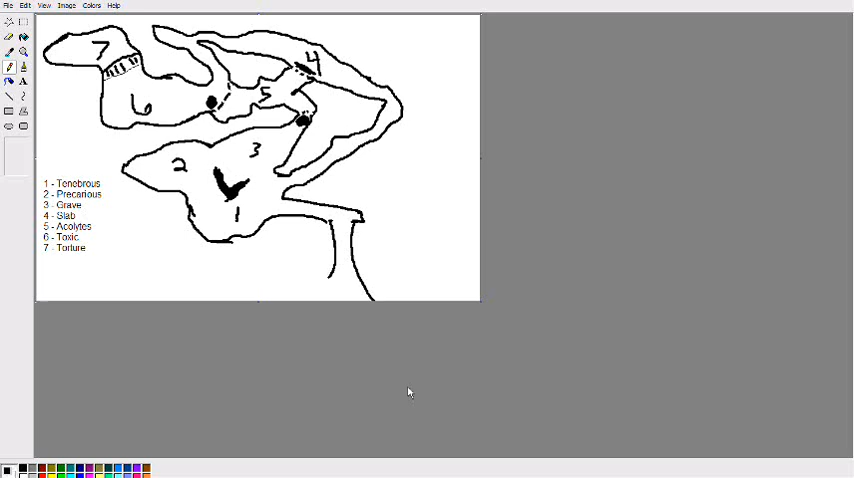 File Edit View Image Colors Help
7
4
6
5
3
2
1
1 - Tenebrous
2 - Precarious
3 - Grave
4 - Slab
5 - Acolytes
6 - Toxic
7 - Torture